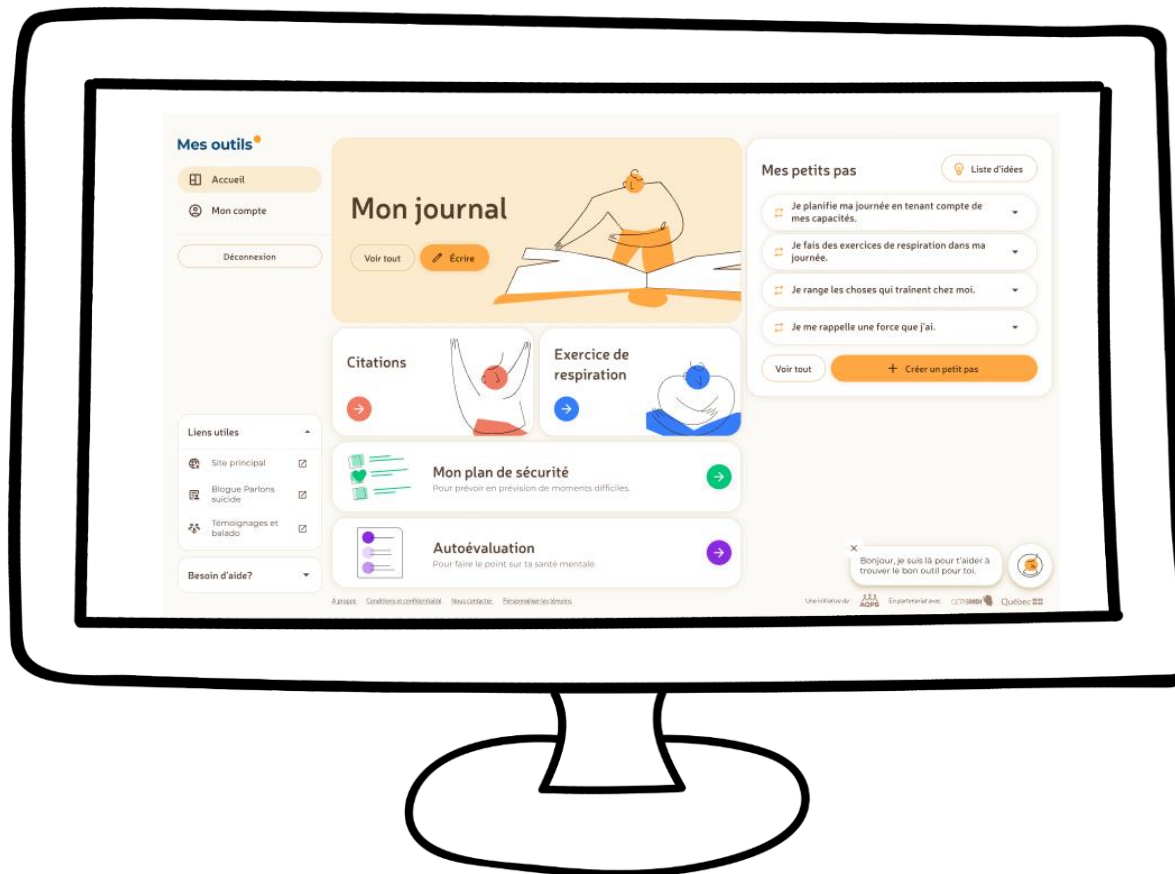 Mes outils
Accueil
Mon compte
Déconnexion
Liens utiles
Site principal
Blogue Parlons
suicide
Témoignages et
balado
Besoin d'aide?
Mon journal
Voir tout
Écrire
Citations
Exercice de
respiration
Mon plan de sécurité
Pour prévoir en prévision de moments difficiles.
Autoévaluation
Pour faire le point sur ta santé mentale.
Mes petits pas
Liste d'idées
Je planifie ma journée en tenant compte de
mes capacités.
Je fais des exercices de respiration dans ma
journée.
Je range les choses qui traînent chez moi.
Je me rappelle une force que j'ai.
Voir tout
+ Créer un petit pas
Bonjour, je suis là pour t'aider à
trouver le bon outil pour toi.
À propos Conditions et confidentialité Nous contacter Personnaliser les témoins
Une initiative de AQPS En partenariat avec Québec